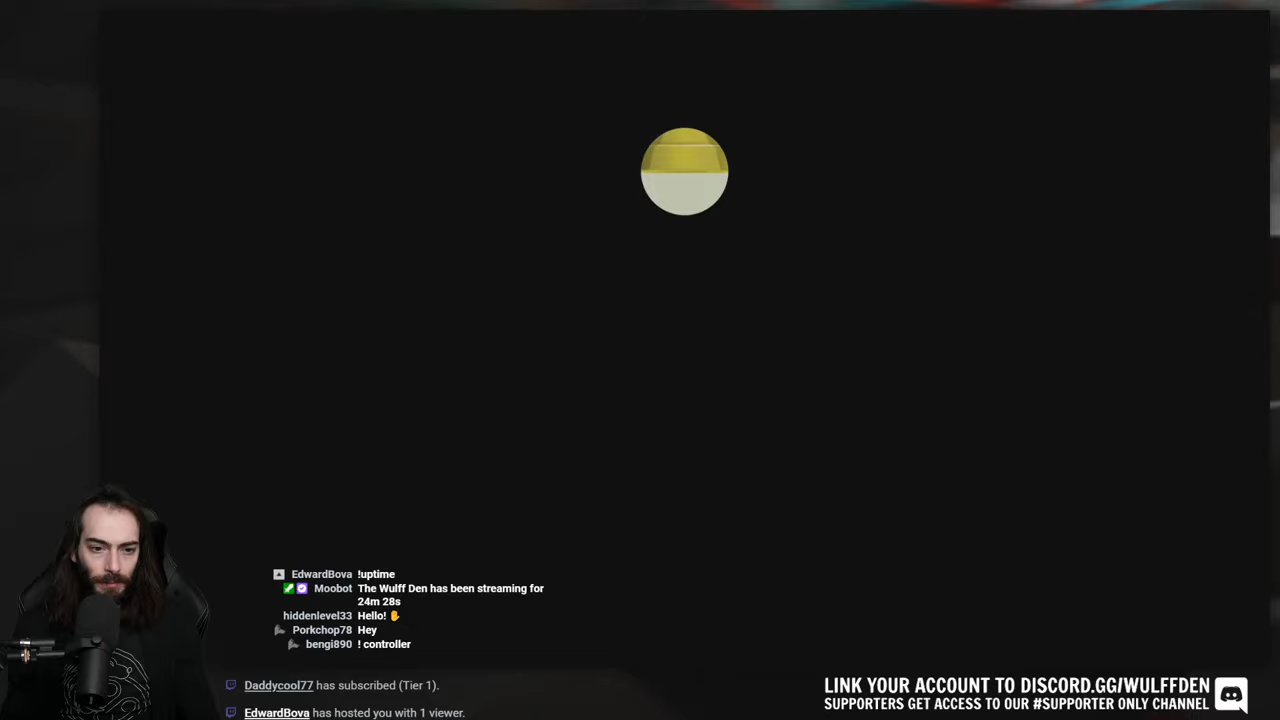 EdwardBova !uptime
Moobot The Wulff Den has been streaming for
24m 28s
hiddenlevel33 Hello! ✋
Porkchop78 Hey
bengi890 ! controller
Daddycool77 has subscribed (Tier 1).
EdwardBova has hosted you with 1 viewer.
LINK YOUR ACCOUNT TO DISCORD.GG/WULFFDEN
SUPPORTERS GET ACCESS TO OUR #SUPPORTER ONLY CHANNEL